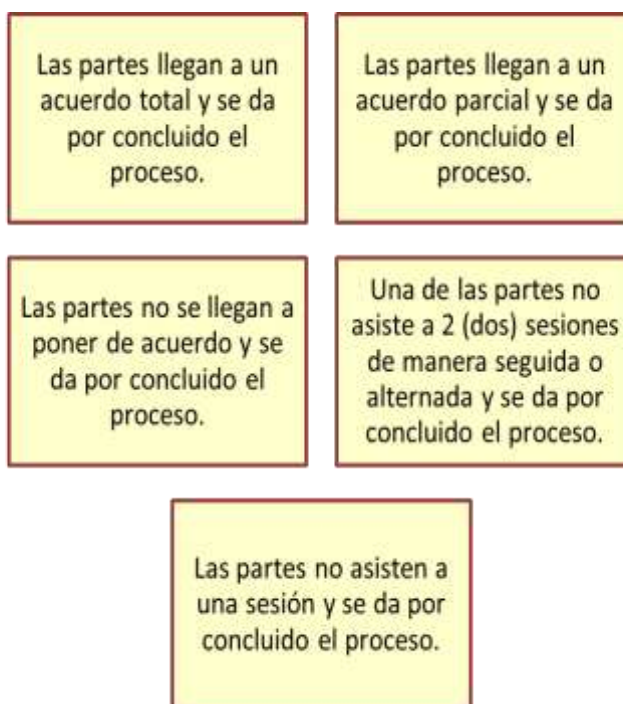 Las partes llegan a un
acuerdo total y se da
por concluido el
proceso.
Las partes llegan a un
acuerdo parcial y se da
por concluido el
proceso.
Las partes no se llegan a
poner de acuerdo y se
da por concluido el
proceso.
Una de las partes no
asiste a 2 (dos) sesiones
de manera seguida o
alternada y se da por
concluido el proceso.
Las partes no asisten a
una sesión y se da por
concluido el proceso.